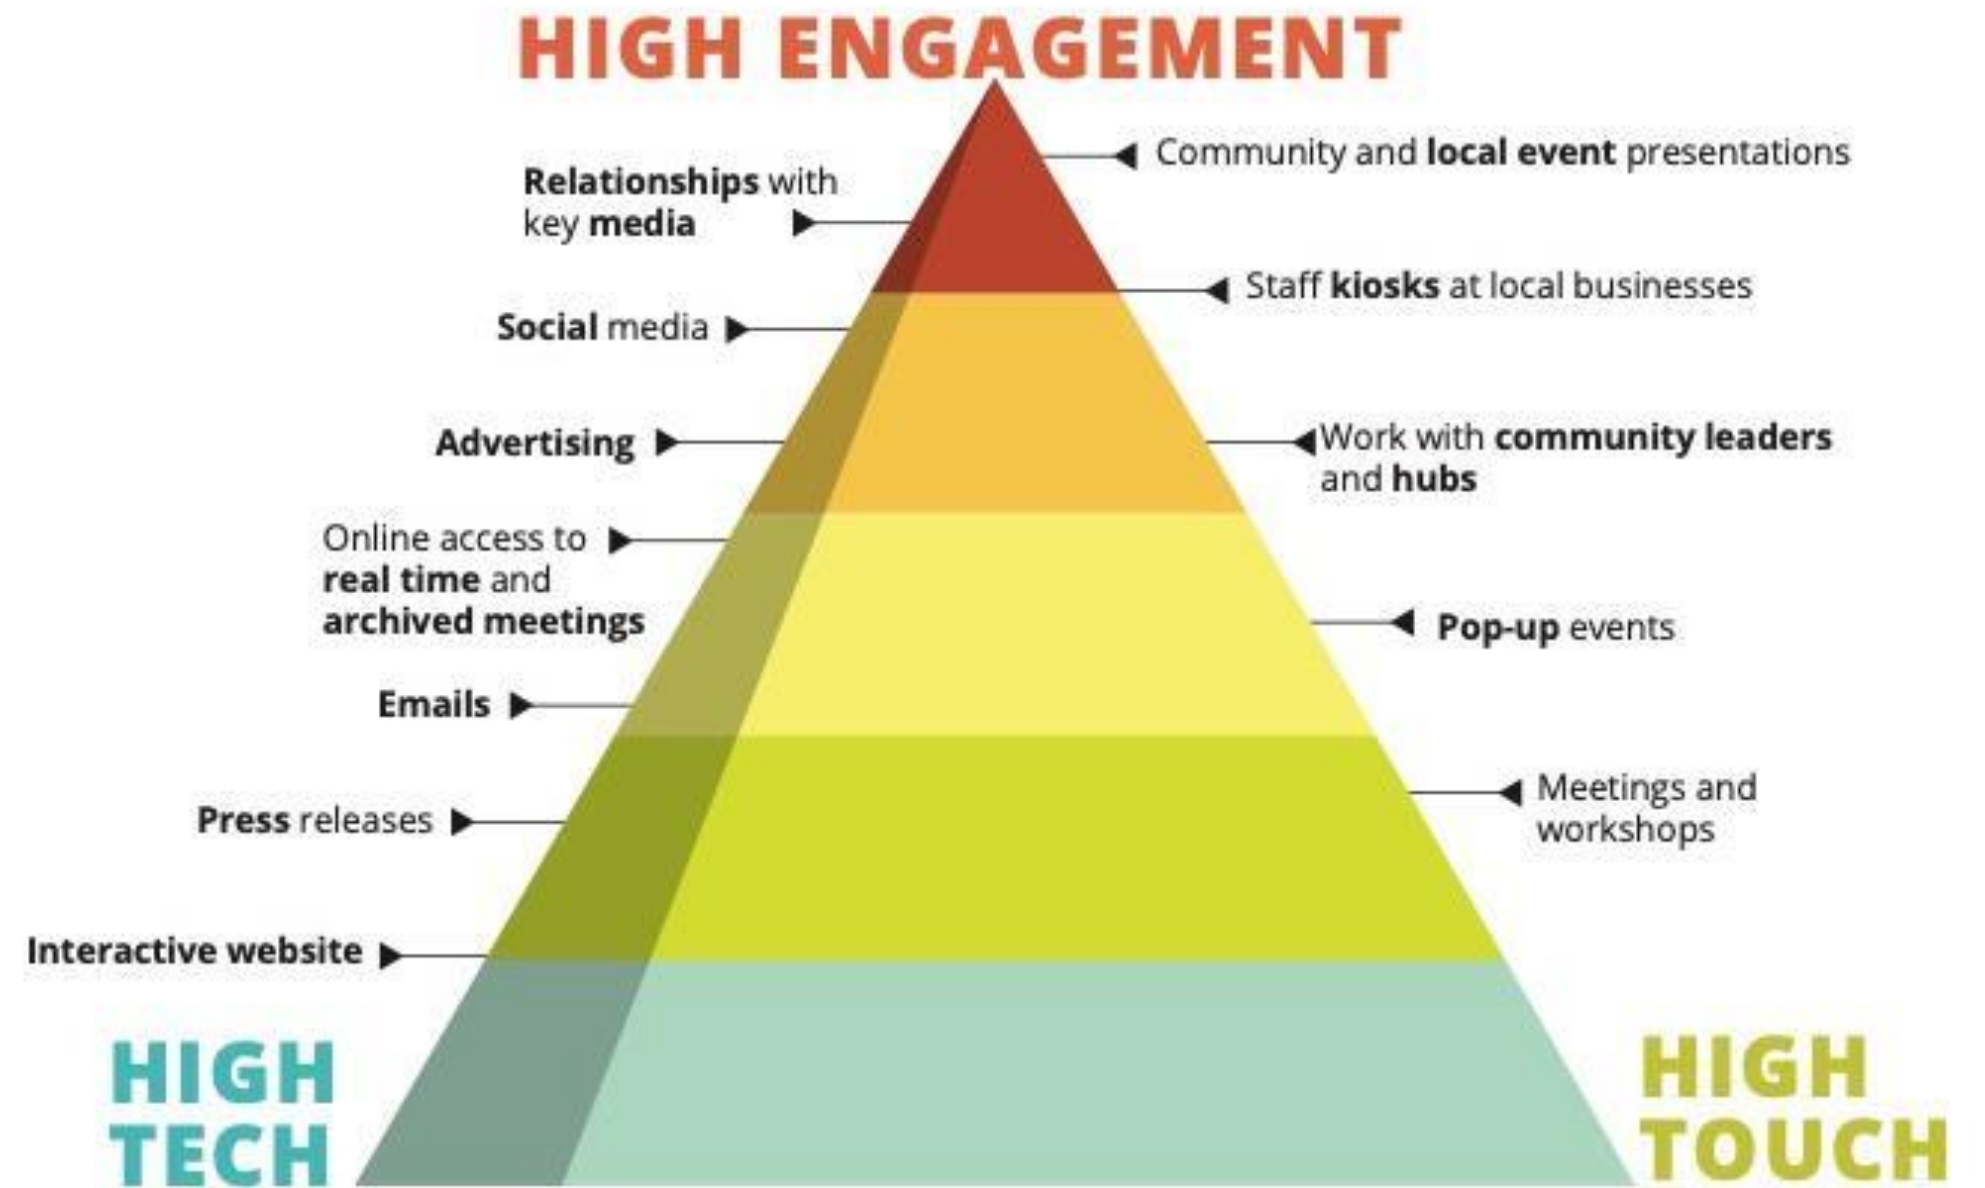 HIGH ENGAGEMENT
Relationships with
key media
Social media
Advertising
Online access to
real time and
archived meetings
Emails
Press releases
Interactive website
HIGH
TECH
Community and local event presentations
Staff kiosks at local businesses
Work with community leaders
and hubs
Pop-up events
Meetings and
workshops
HIGH
TOUCH